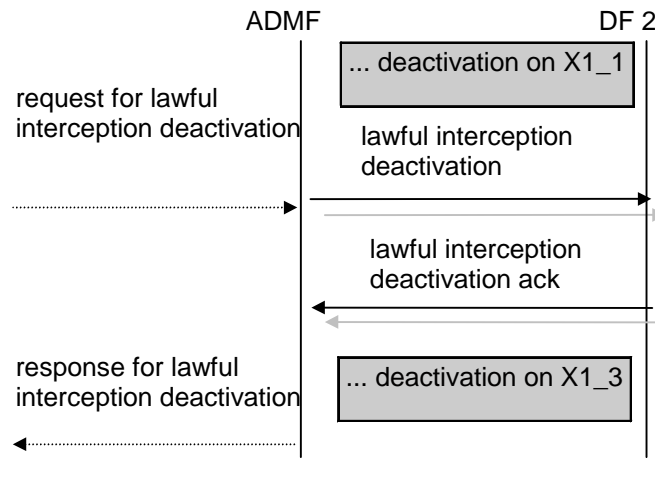 ADMF
DF 2
... deactivation on X1_1
request for lawful
interception deactivation
lawful interception
deactivation
lawful interception
deactivation ack
response for lawful
interception deactivation
... deactivation on X1_3